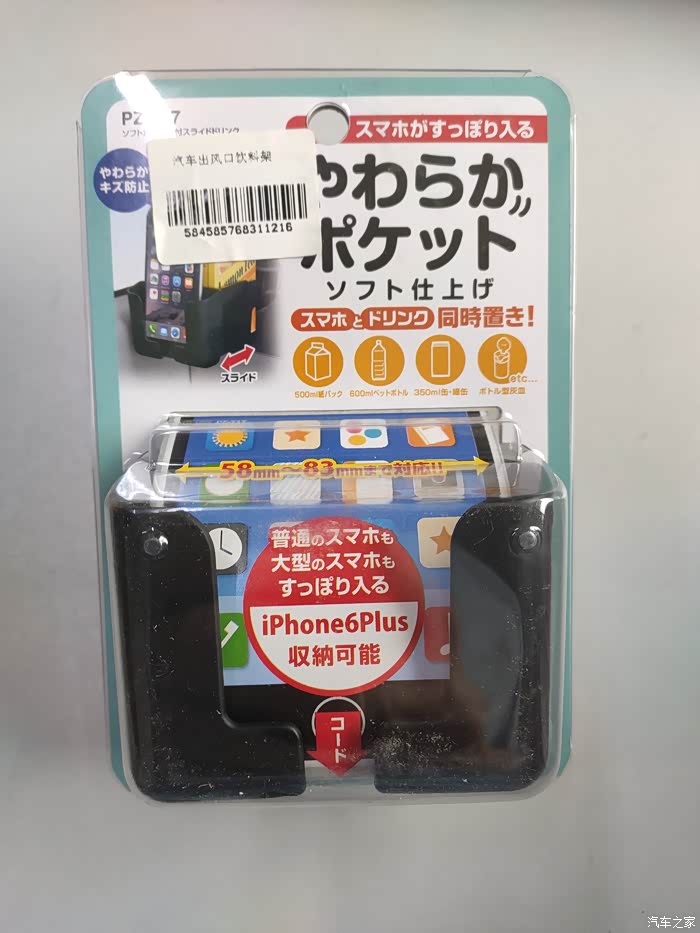 スマホがすっぽり入る
やわらか
キズ防止
汽车出风口饮料架
584585768311216
やわらか
ポケット
ソフト仕上げ
スマホとドリンク同時置き!
スライド
500ml紙パック
600mlペットボトル
350ml缶・細缶
ボトル型灰皿
etc...
58mm～83mmまで対応!!
普通のスマホも
大型のスマホも
すっぽり入る
iPhone6Plus
収納可能
コード
汽车之家